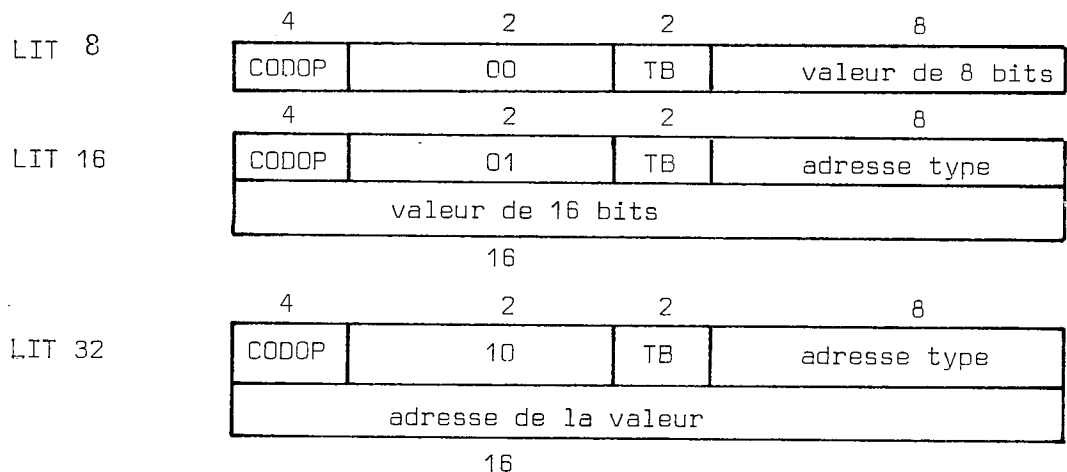 4 2 2 8
LIT 8 CODOP 00 TB valeur de 8 bits
4 2 2 8
LIT 16 CODOP 01 TB adresse type
valeur de 16 bits
16
4 2 2 8
LIT 32 CODOP 10 TB adresse type
adresse de la valeur
16